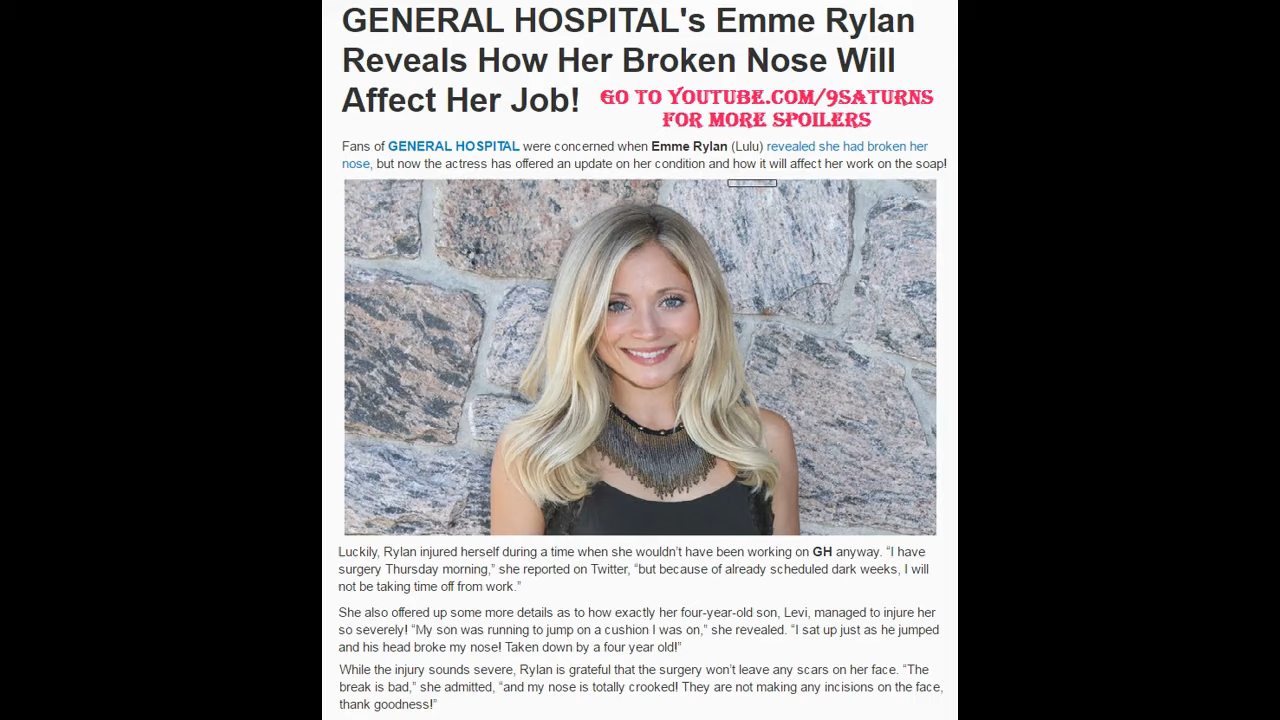 GENERAL HOSPITAL's Emme Rylan
Reveals How Her Broken Nose Will
Affect Her Job!
GO TO YOUTUBE.COM/9SATURNS
FOR MORE SPOILERS
Fans of GENERAL HOSPITAL were concerned when Emme Rylan (Lulu) revealed she had broken her
nose, but now the actress has offered an update on her condition and how it will affect her work on the soap!
Luckily, Rylan injured herself during a time when she wouldn’t have been working on GH anyway. “I have
surgery Thursday morning,” she reported on Twitter, “but because of already scheduled dark weeks, I will
not be taking time off from work.”
She also offered up some more details as to how exactly her four-year-old son, Levi, managed to injure her
so severely! “My son was running to jump on a cushion I was on,” she revealed. “I sat up just as he jumped
and his head broke my nose! Taken down by a four year old!”
While the injury sounds severe, Rylan is grateful that the surgery won’t leave any scars on her face. “The
break is bad,” she admitted, “and my nose is totally crooked! They are not making any incisions on the face,
thank goodness!”